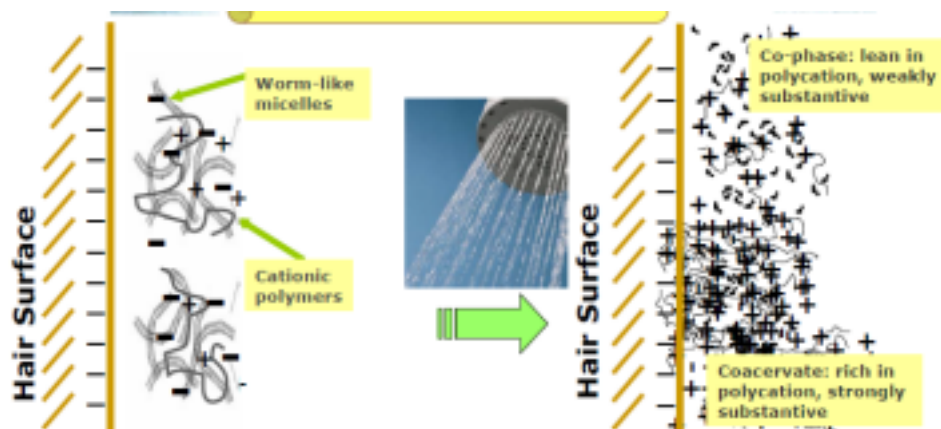 Worm-like
micelles
Cationic
polymers
Hair Surface
Hair Surface
Co-phase: lean in
polycation, weakly
substantive
Coacervate: rich in
polycation, strongly
substantive